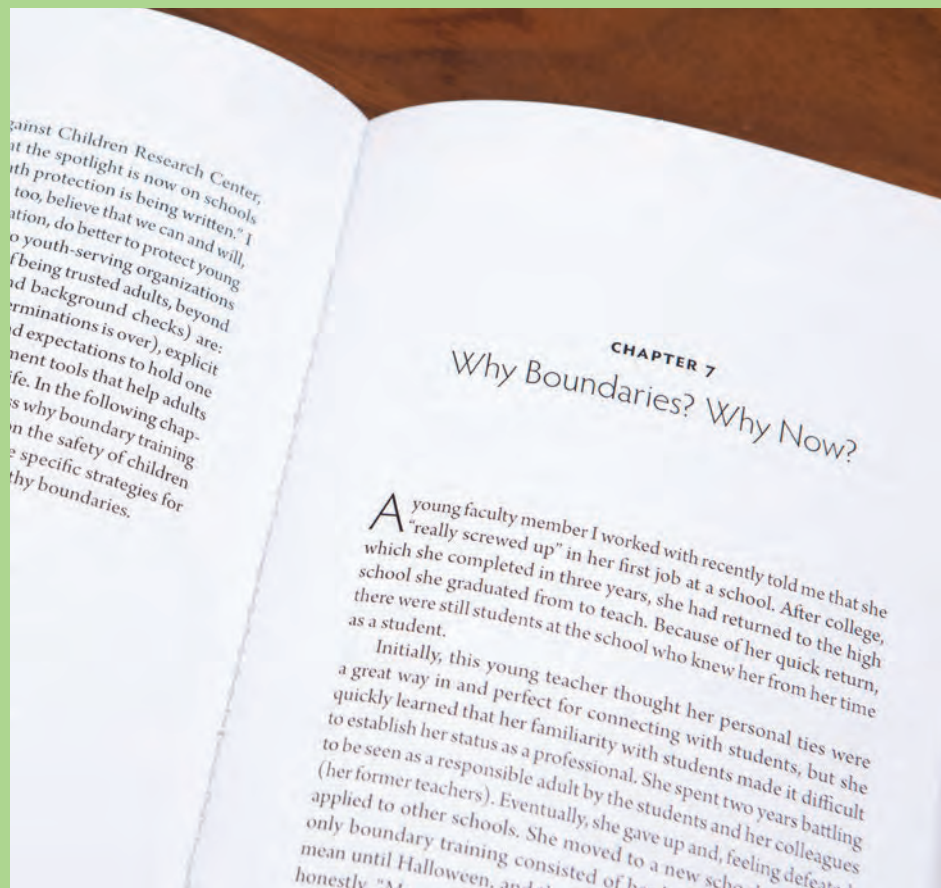 gainst Children Research Center,
at the spotlight is now on schools
uth protection is being written." I
too, believe that we can and will,
ation, do better to protect young
o youth-serving organizations
f being trusted adults, beyond
nd background checks) are:
erminations is over), explicit
d expectations to hold one
ment tools that help adults
ife. In the following chap-
s why boundary training
n the safety of children
e specific strategies for
thy boundaries.
CHAPTER 7
Why Boundaries? Why Now?
A young faculty member I worked with recently told me that she
"really screwed up" in her first job at a school. After college,
which she completed in three years, she had returned to the high
school she graduated from to teach. Because of her quick return,
there were still students at the school who knew her from her time
as a student.
Initially, this young teacher thought her personal ties were
a great way in and perfect for connecting with students, but she
quickly learned that her familiarity with students made it difficult
to establish her status as a professional. She spent two years battling
to be seen as a responsible adult by the students and her colleagues
(her former teachers). Eventually, she gave up and, feeling
applied to other schools. She moved to a new
only boundary training consisted of
mean until Halloween, and
honestly,